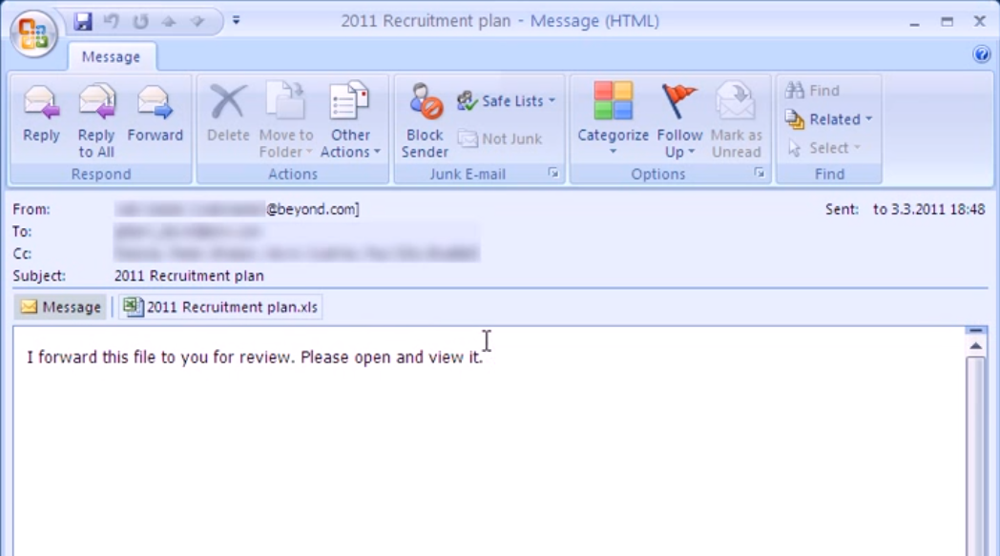 2011 Recruitment plan - Message (HTML)
Message
Reply
Reply to All
Forward
Respond
Delete
Move to Folder
Other Actions
Actions
Block Sender
Safe Lists
Not Junk
Junk E-mail
Categorize
Follow Up
Mark as Unread
Options
Find
Related
Select
Find
From: @beyond.com]
Sent: to 3.3.2011 18:48
To:
Cc:
Subject: 2011 Recruitment plan
Message
2011 Recruitment plan.xls
I forward this file to you for review. Please open and view it.